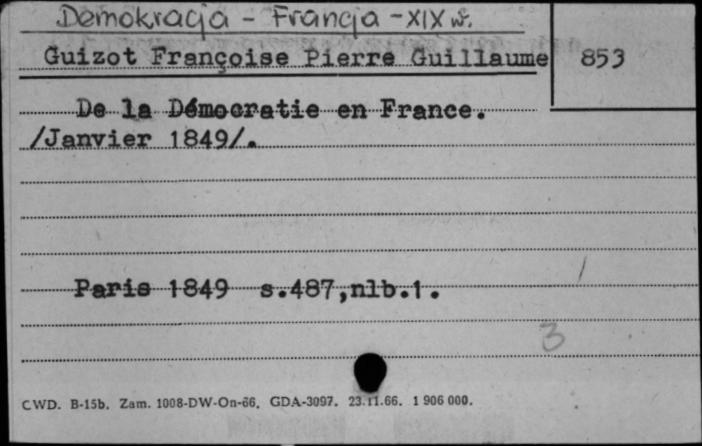 Demokracja - Francja - XIX w.
Guizot Françoise Pierre Guillaume 853
De la Démocratie en France.
/Janvier 1849/.
Paris 1849 s.487,nlb.1.
3
CWD. B-15b. Zam. 1008-DW-On-66. GDA-3097. 23.11.66. 1 906 000.